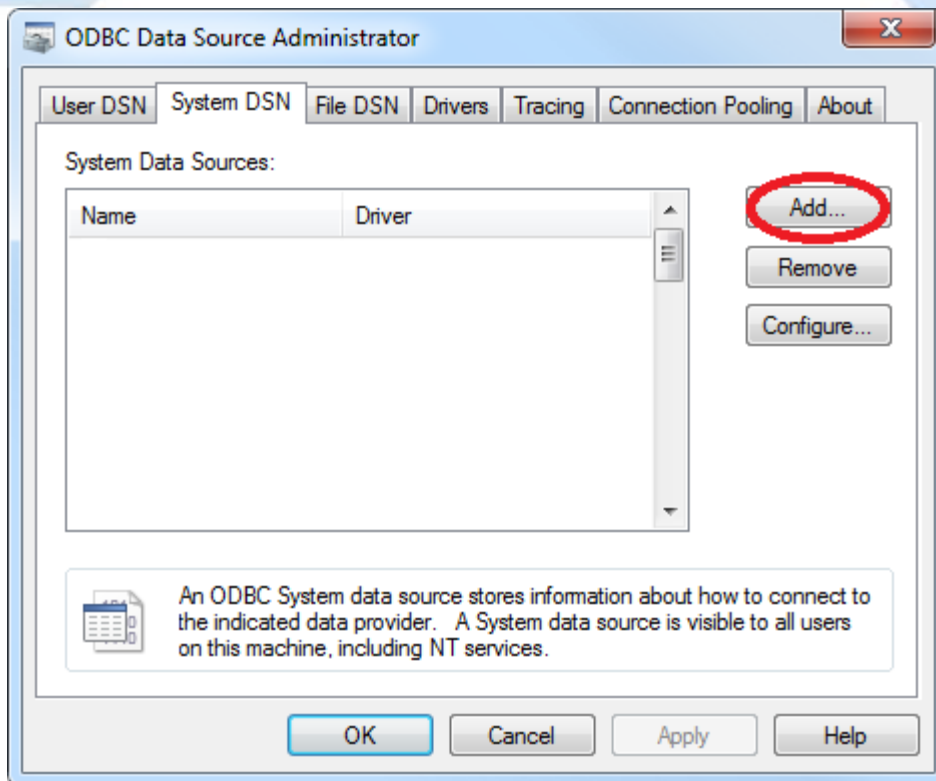 ODBC Data Source Administrator
User DSN System DSN File DSN Drivers Tracing Connection Pooling About
System Data Sources:
Name Driver
Add...
Remove
Configure...
An ODBC System data source stores information about how to connect to
the indicated data provider. A System data source is visible to all users
on this machine, including NT services.
OK Cancel Apply Help